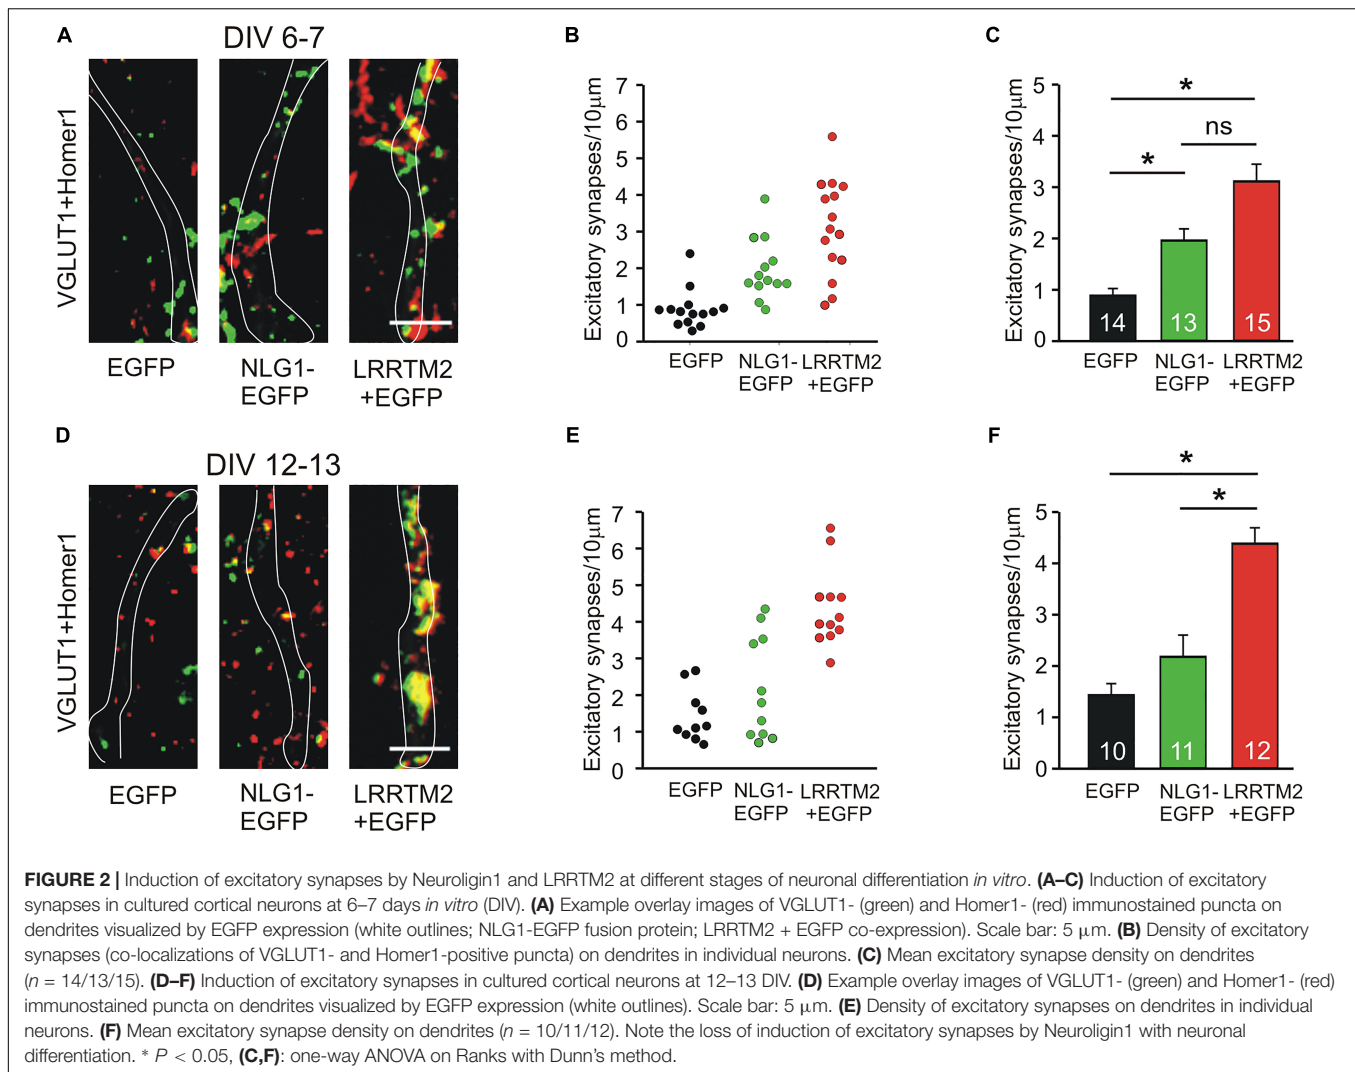 A
DIV 6-7
VGLUT1+Homer1
EGFP
NLG1-
EGFP
LRRTM2
+EGFP
B
Excitatory synapses/10µm
7
6
5
4
3
2
1
0
EGFP
NLG1-
EGFP
LRRTM2
+EGFP
C
Excitatory synapses/10µm
5
4
3
2
1
0
*
ns
*
14
13
15
EGFP
NLG1-
EGFP
LRRTM2
+EGFP
D
DIV 12-13
VGLUT1+Homer1
EGFP
NLG1-
EGFP
LRRTM2
+EGFP
E
Excitatory synapses/10µm
7
6
5
4
3
2
1
0
EGFP
NLG1-
EGFP
LRRTM2
+EGFP
F
Excitatory synapses/10µm
5
4
3
2
1
0
*
*
10
11
12
EGFP
NLG1-
EGFP
LRRTM2
+EGFP
FIGURE 2 | Induction of excitatory synapses by Neuroligin1 and LRRTM2 at different stages of neuronal differentiation in vitro. (A–C) Induction of excitatory
synapses in cultured cortical neurons at 6–7 days in vitro (DIV). (A) Example overlay images of VGLUT1- (green) and Homer1- (red) immunostained puncta on
dendrites visualized by EGFP expression (white outlines; NLG1-EGFP fusion protein; LRRTM2 + EGFP co-expression). Scale bar: 5 µm. (B) Density of excitatory
synapses (co-localizations of VGLUT1- and Homer1-positive puncta) on dendrites in individual neurons. (C) Mean excitatory synapse density on dendrites
(n = 14/13/15). (D–F) Induction of excitatory synapses in cultured cortical neurons at 12–13 DIV. (D) Example overlay images of VGLUT1- (green) and Homer1- (red)
immunostained puncta on dendrites visualized by EGFP expression (white outlines). Scale bar: 5 µm. (E) Density of excitatory synapses on dendrites in individual
neurons. (F) Mean excitatory synapse density on dendrites (n = 10/11/12). Note the loss of induction of excitatory synapses by Neuroligin1 with neuronal
differentiation. * P < 0.05, (C,F): one-way ANOVA on Ranks with Dunn's method.